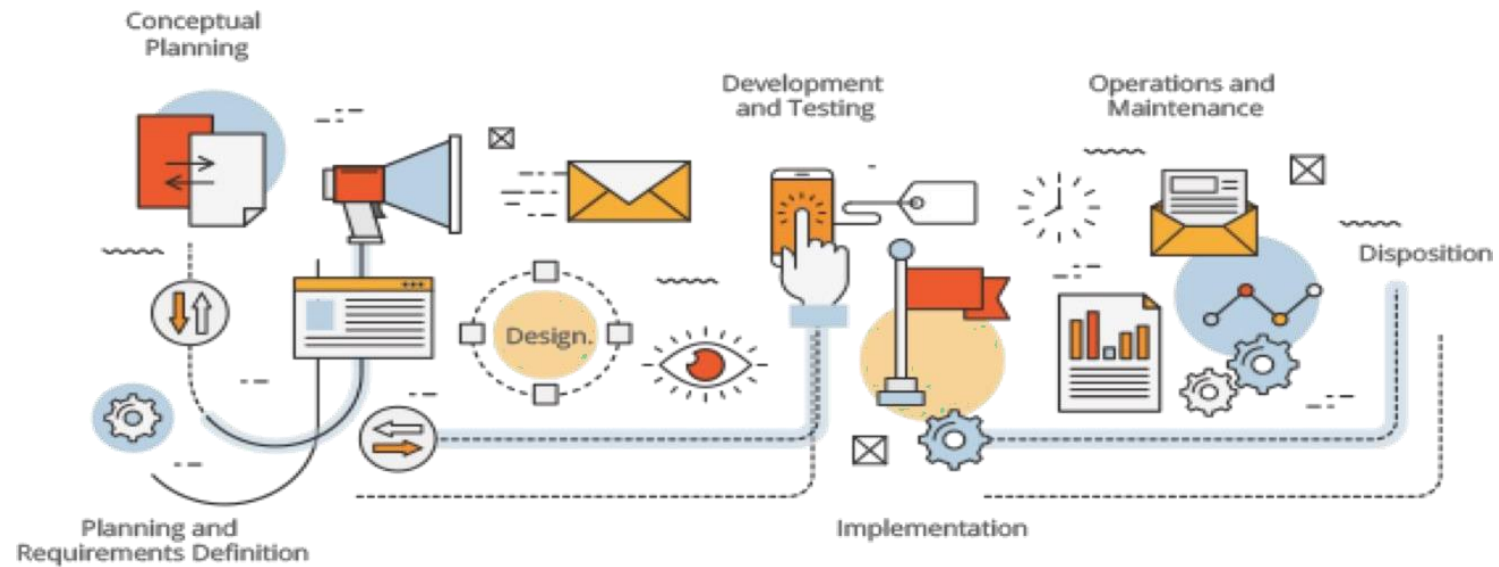 Conceptual
Planning
Development
and Testing
Operations and
Maintenance
Disposition
Design.
Planning and
Requirements Definition
Implementation